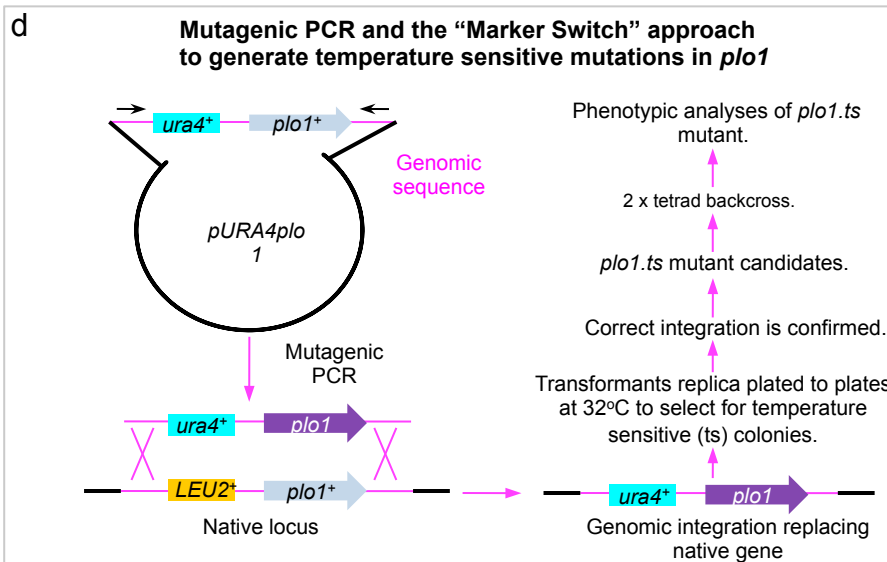 d
Mutagenic PCR and the “Marker Switch” approach
to generate temperature sensitive mutations in plo1
ura4⁺
plo1⁺
Genomic
sequence
pURA4plo
1
Mutagenic
PCR
ura4⁺
plo1
LEU2⁺
plo1⁺
Native locus
Phenotypic analyses of plo1.ts
mutant.
2 x tetrad backcross.
plo1.ts mutant candidates.
Correct integration is confirmed.
Transformants replica plated to plates
at 32ºC to select for temperature
sensitive (ts) colonies.
ura4⁺
plo1
Genomic integration replacing
native gene